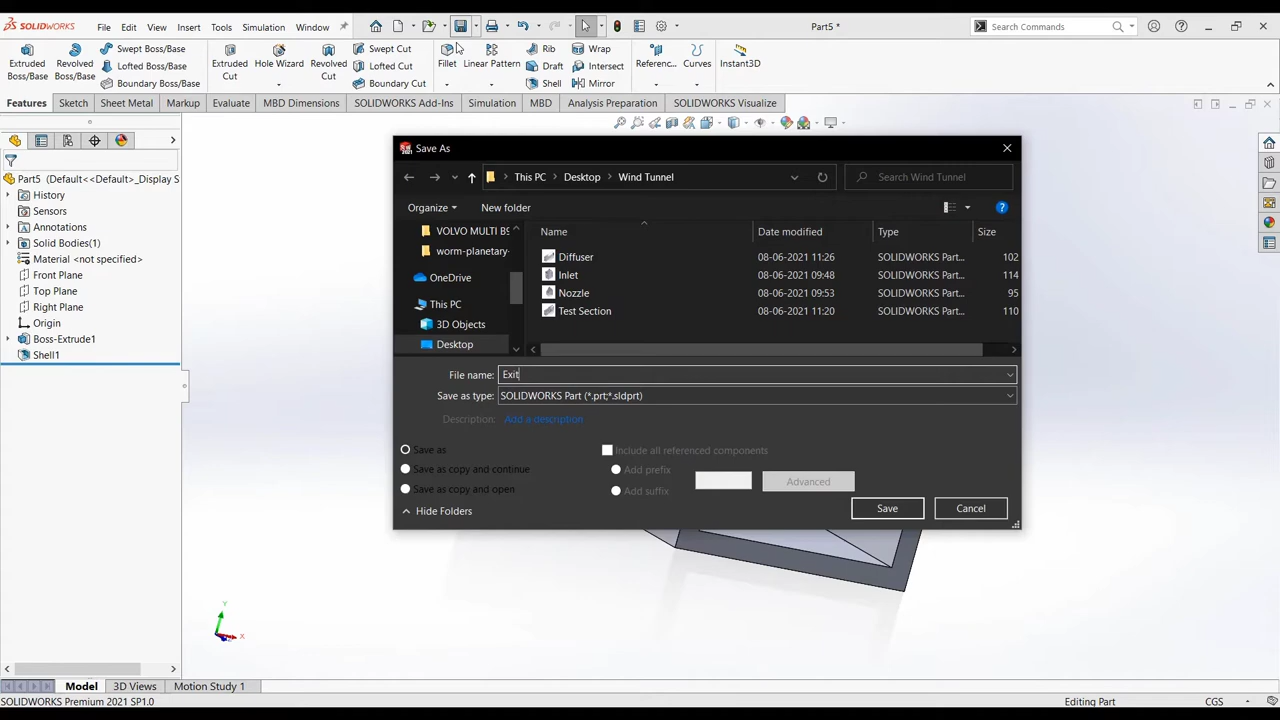 SOLIDWORKS File Edit View Insert Tools Simulation Window Part5 * Search Commands
Extruded Boss/Base
Revolved Boss/Base
Swept Boss/Base
Lofted Boss/Base
Boundary Boss/Base
Extruded Cut
Hole Wizard
Revolved Cut
Swept Cut
Lofted Cut
Boundary Cut
Fillet
Linear Pattern
Rib
Draft
Shell
Wrap
Intersect
Mirror
Referenc...
Curves
Instant3D
Features Sketch Sheet Metal Markup Evaluate MBD Dimensions SOLIDWORKS Add-Ins Simulation MBD Analysis Preparation SOLIDWORKS Visualize
Part5 (Default<<Default>_Display S
History
Sensors
Annotations
Solid Bodies(1)
Material <not specified>
Front Plane
Top Plane
Right Plane
Origin
Boss-Extrude1
Shell1
Save As
This PC > Desktop > Wind Tunnel Search Wind Tunnel
Organize New folder
VOLVO MULTI B9
worm-planetary-
OneDrive
This PC
3D Objects
Desktop
Name Date modified Type Size
Diffuser 08-06-2021 11:26 SOLIDWORKS Part... 102
Inlet 08-06-2021 09:48 SOLIDWORKS Part... 114
Nozzle 08-06-2021 09:53 SOLIDWORKS Part... 95
Test Section 08-06-2021 11:20 SOLIDWORKS Part... 110
File name: Exit
Save as type: SOLIDWORKS Part (*.prt;*.sldprt)
Description: Add a description
Save as
Save as copy and continue
Save as copy and open
Include all referenced components
Add prefix
Add suffix
Advanced
Hide Folders Save Cancel
Y
X
Model 3D Views Motion Study 1
SOLIDWORKS Premium 2021 SP1.0 Editing Part CGS